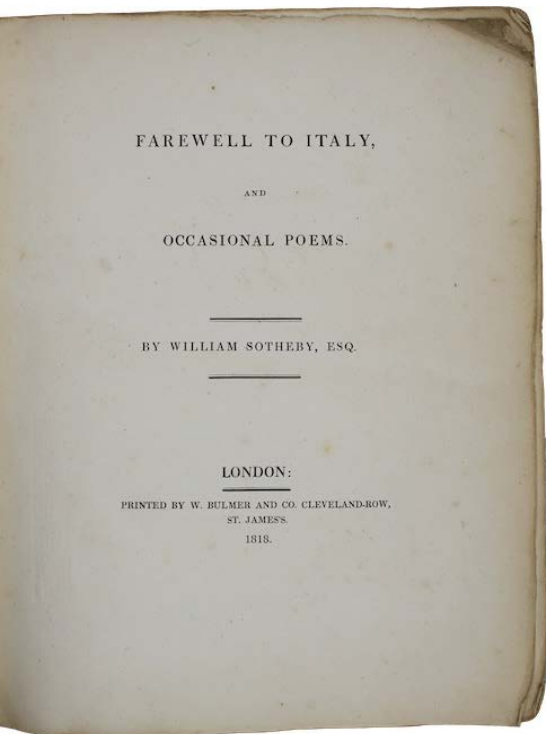 FAREWELL TO ITALY,
AND
OCCASIONAL POEMS.
BY WILLIAM SOTHEBY, ESQ.
LONDON:
PRINTED BY W. BULMER AND CO. CLEVELAND-ROW,
ST. JAMES'S.
1818.